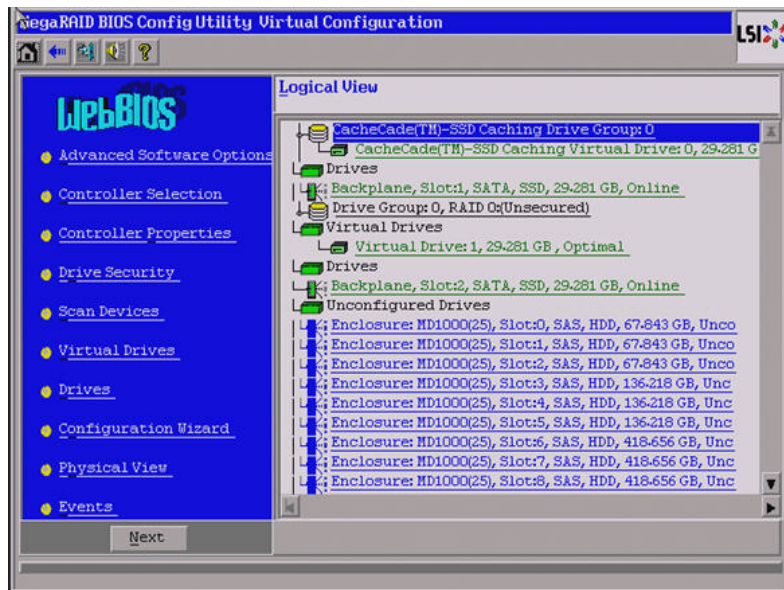 MegaRAID BIOS Config Utility Virtual Configuration
LSI
WebBIOS
Advanced Software Options
Controller Selection
Controller Properties
Drive Security
Scan Devices
Virtual Drives
Drives
Configuration Wizard
Physical View
Events
Next
Logical View
CacheCade(TM)-SSD Caching Drive Group: 0
CacheCade(TM)-SSD Caching Virtual Drive: 0, 29.281 G
Drives
Backplane, Slot:1, SATA, SSD, 29.281 GB, Online
Drive Group: 0, RAID 0:(Unsecured)
Virtual Drives
Virtual Drive: 1, 29.281 GB , Optimal
Drives
Backplane, Slot:2, SATA, SSD, 29.281 GB, Online
Unconfigured Drives
Enclosure: MD1000(25), Slot:0, SAS, HDD, 67.843 GB, Unco
Enclosure: MD1000(25), Slot:1, SAS, HDD, 67.843 GB, Unco
Enclosure: MD1000(25), Slot:2, SAS, HDD, 67.843 GB, Unco
Enclosure: MD1000(25), Slot:3, SAS, HDD, 136.218 GB, Unc
Enclosure: MD1000(25), Slot:4, SAS, HDD, 136.218 GB, Unc
Enclosure: MD1000(25), Slot:5, SAS, HDD, 136.218 GB, Unc
Enclosure: MD1000(25), Slot:6, SAS, HDD, 418.656 GB, Unc
Enclosure: MD1000(25), Slot:7, SAS, HDD, 418.656 GB, Unc
Enclosure: MD1000(25), Slot:8, SAS, HDD, 418.656 GB, Unc